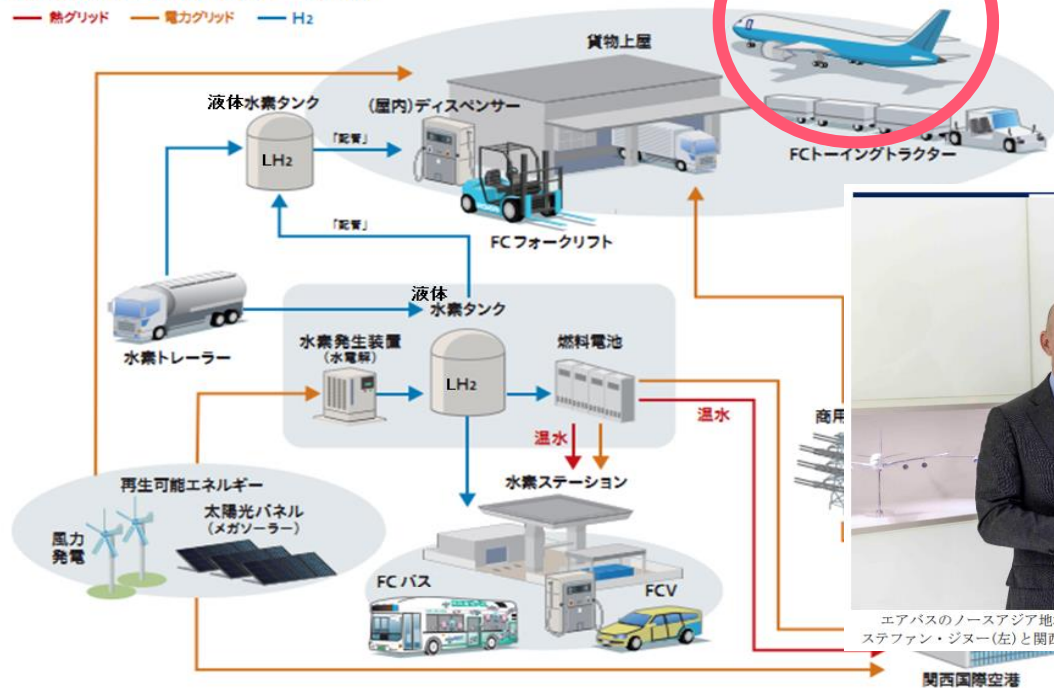 熱グリッド 電力グリッド H2
貨物上屋
液体水素タンク
(屋内)ディスペンサー
LH2
「配管」
FCトーイングトラクター
「配管」
FCフォークリフト
液体
水素タンク
水素トレーラー
水素発生装置
(水電解)
燃料電池
LH2
温水
商用
温水
水素ステーション
再生可能エネルギー
太陽光パネル
(メガソーラー)
風力
発電
FCバス
FCV
エアバスのノースアジア地
ステファン・ジヌー(左)と関西
関西国際空港